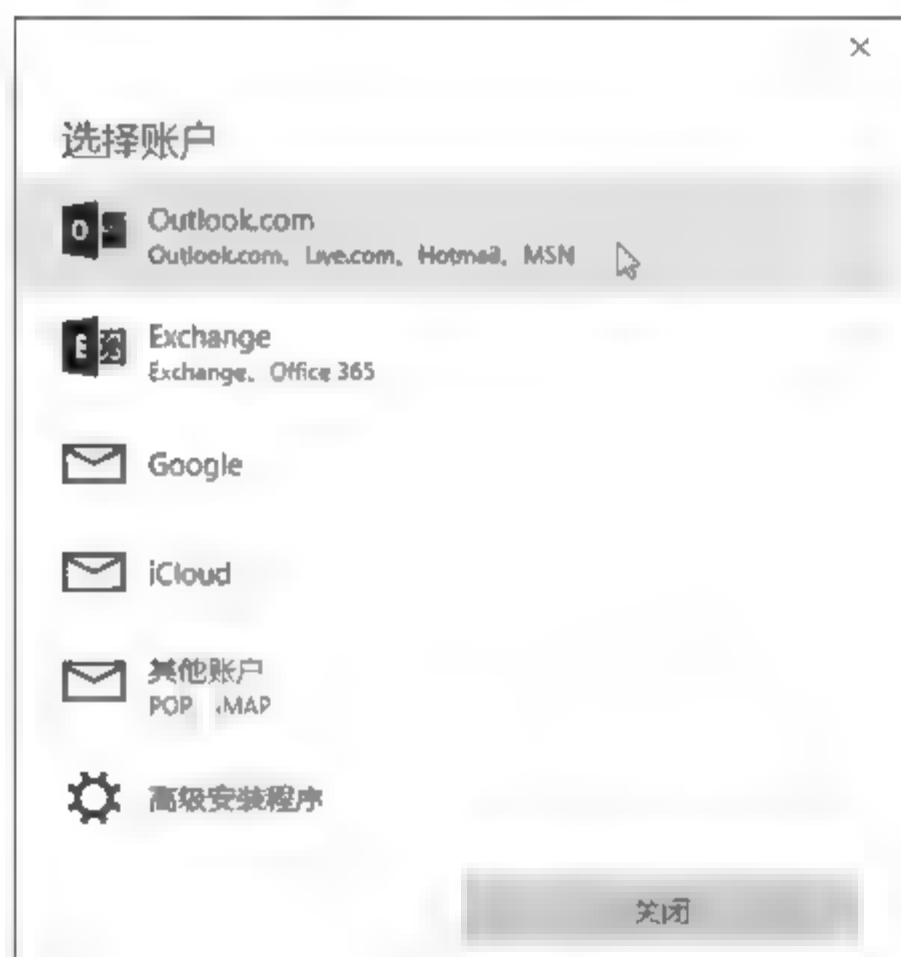 选择账户
Outlook.com
Outlook.com、Live.com、Hotmail、MSN
Exchange
Exchange、Office 365
Google
iCloud
其他账户
POP、IMAP
高级安装程序
关闭